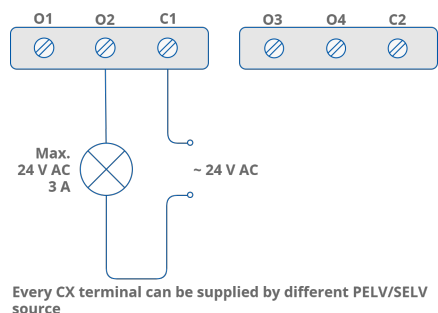 O1 O2 C1 O3 O4 C2
Max.
24 V AC
3 A
~ 24 V AC
Every CX terminal can be supplied by different PELV/SELV
source